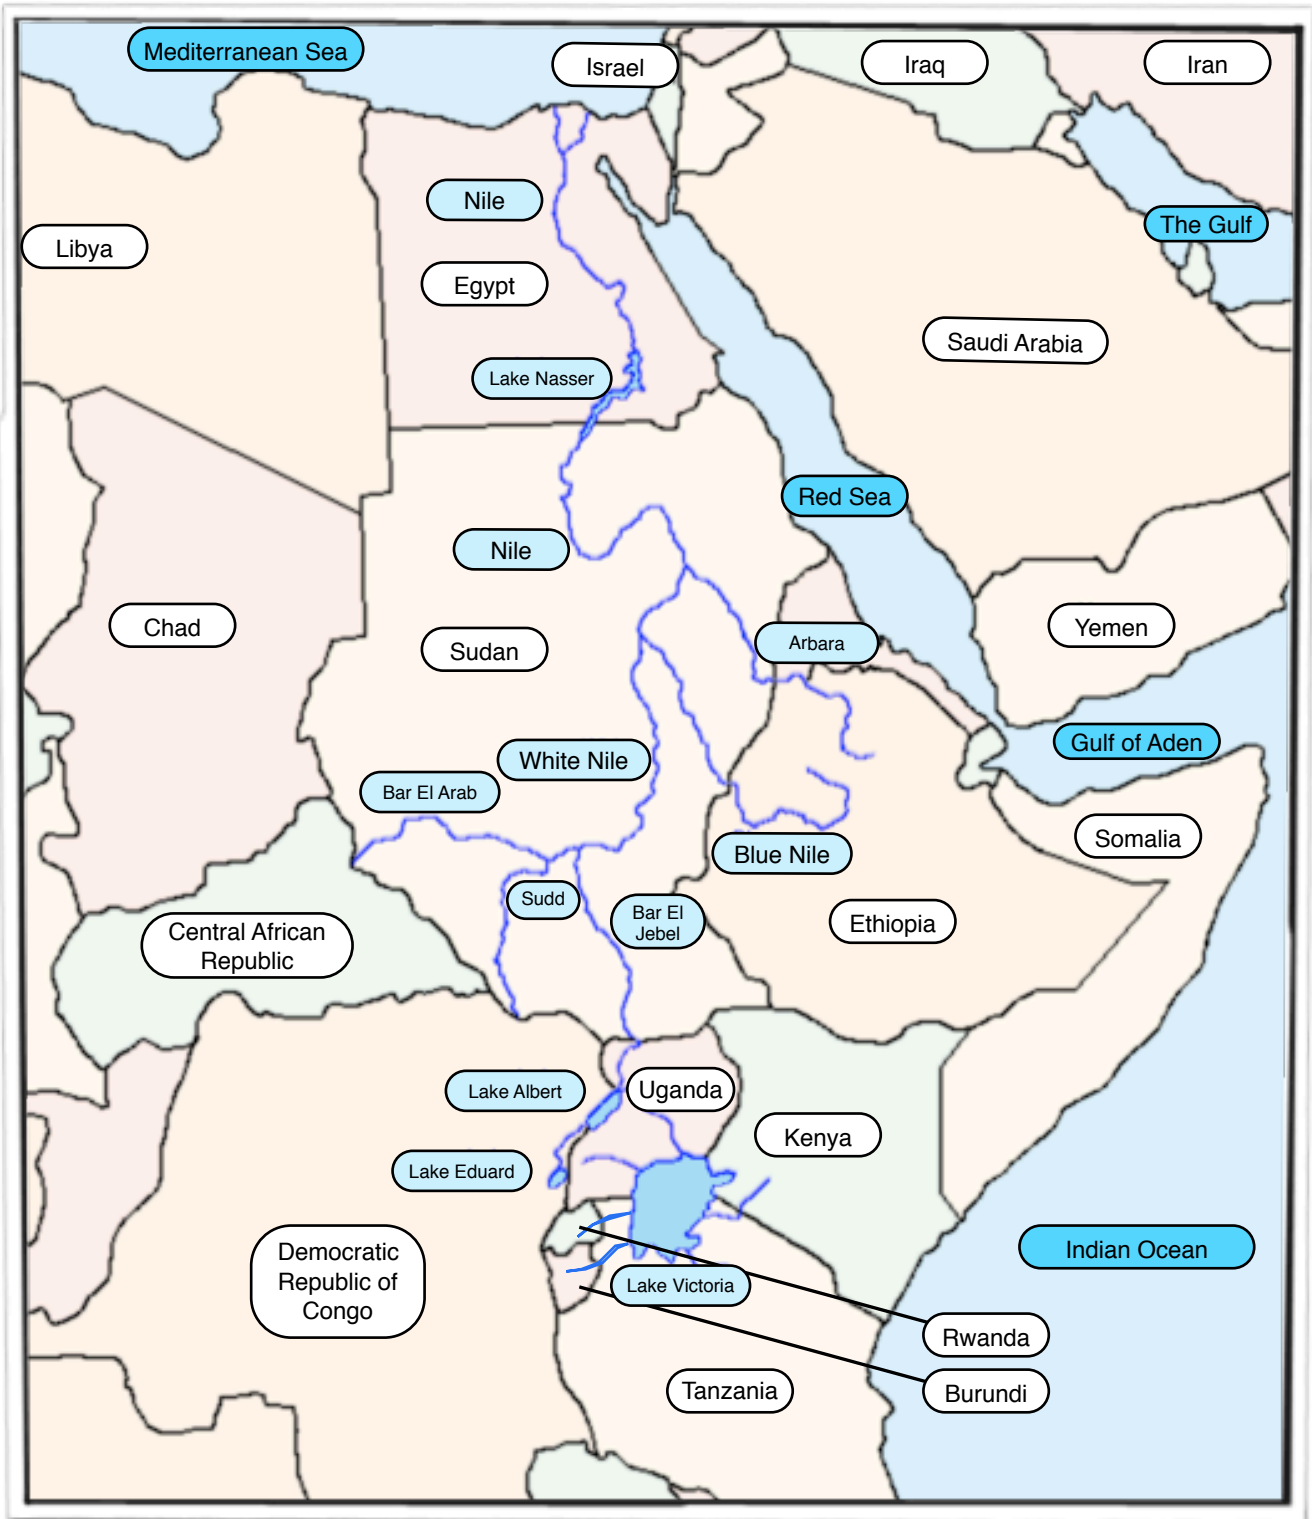 Mediterranean Sea
Israel
Iraq
Iran
Nile
The Gulf
Libya
Egypt
Saudi Arabia
Lake Nasser
Red Sea
Nile
Chad
Sudan
Arbara
Yemen
White Nile
Gulf of Aden
Bar El Arab
Somalia
Blue Nile
Sudd
Bar El
Jebel
Ethiopia
Central African
Republic
Lake Albert
Uganda
Kenya
Lake Eduard
Democratic
Republic of
Congo
Indian Ocean
Lake Victoria
Rwanda
Tanzania
Burundi